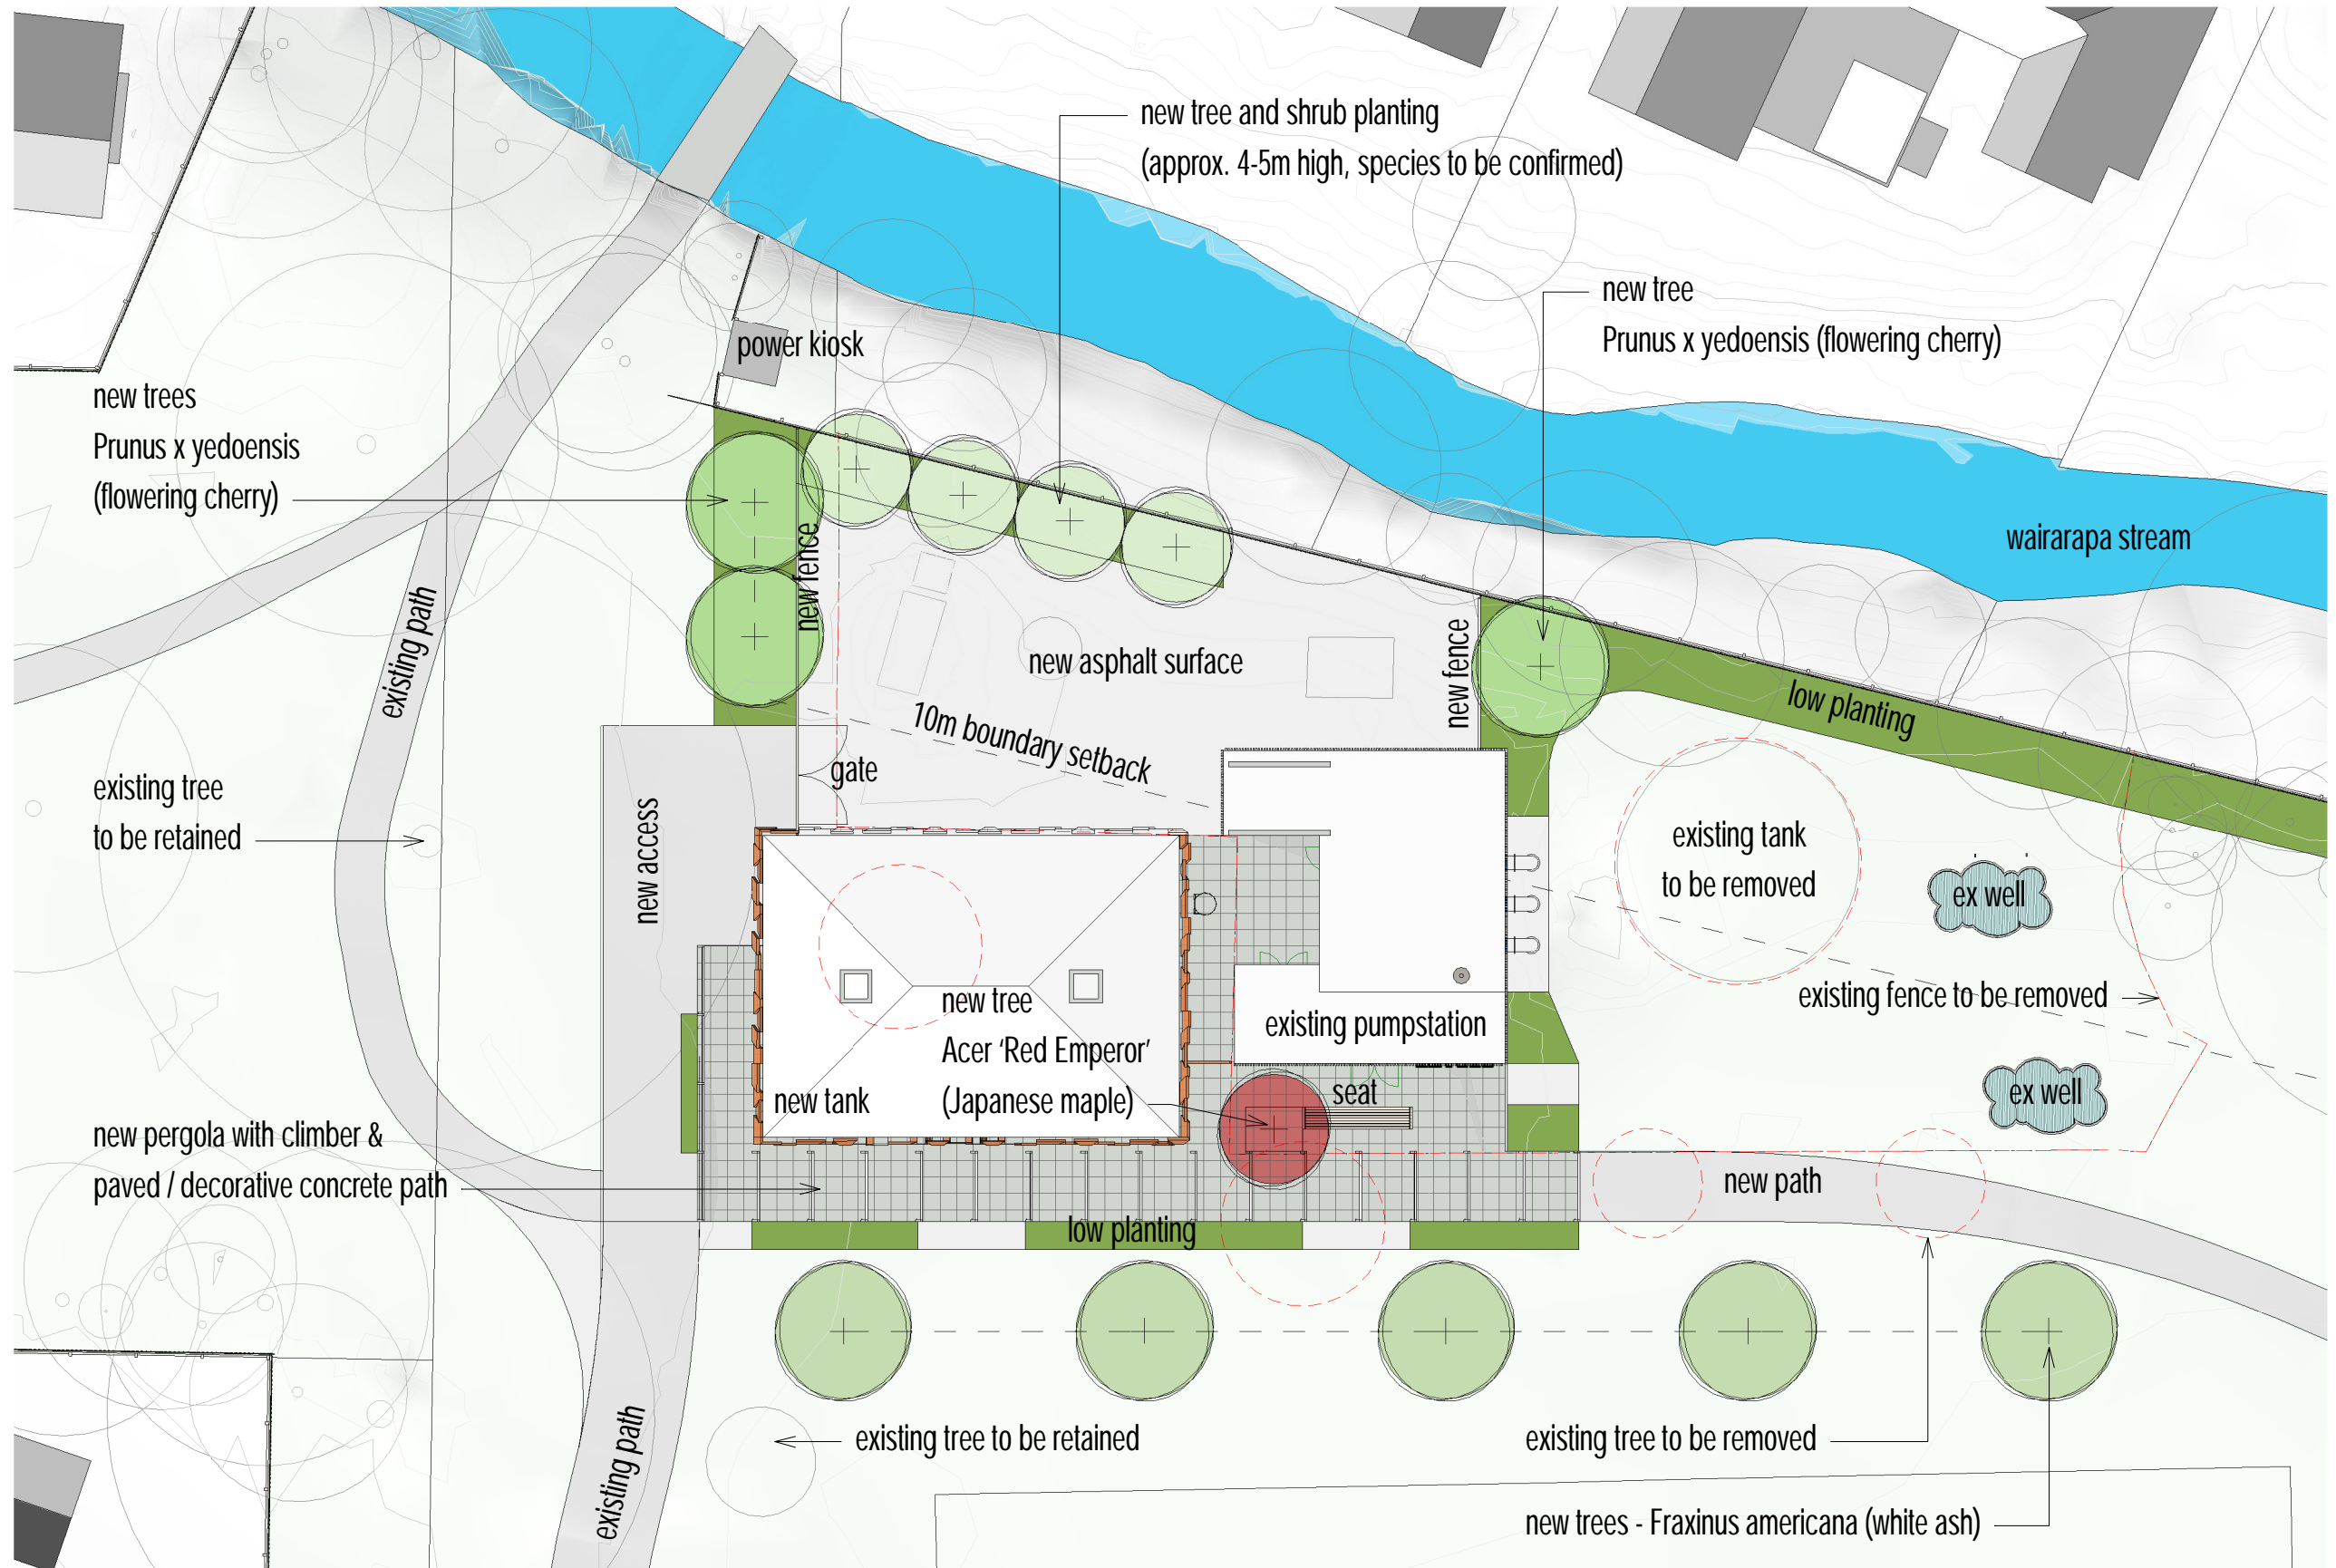 new tree and shrub planting
(approx. 4-5m high, species to be confirmed)
new tree
Prunus x yedoensis (flowering cherry)
power kiosk
new trees
Prunus x yedoensis
(flowering cherry)
new fence
wairarapa stream
existing path
new asphalt surface
new fence
low planting
10m boundary setback
gate
existing tree
to be retained
new access
existing tank
to be removed
ex well
existing fence to be removed
new tree
Acer ‘Red Emperor’
(Japanese maple)
existing pumpstation
new tank
seat
ex well
new pergola with climber &
paved / decorative concrete path
new path
low planting
existing tree to be retained
existing tree to be removed
existing path
new trees - Fraxinus americana (white ash)